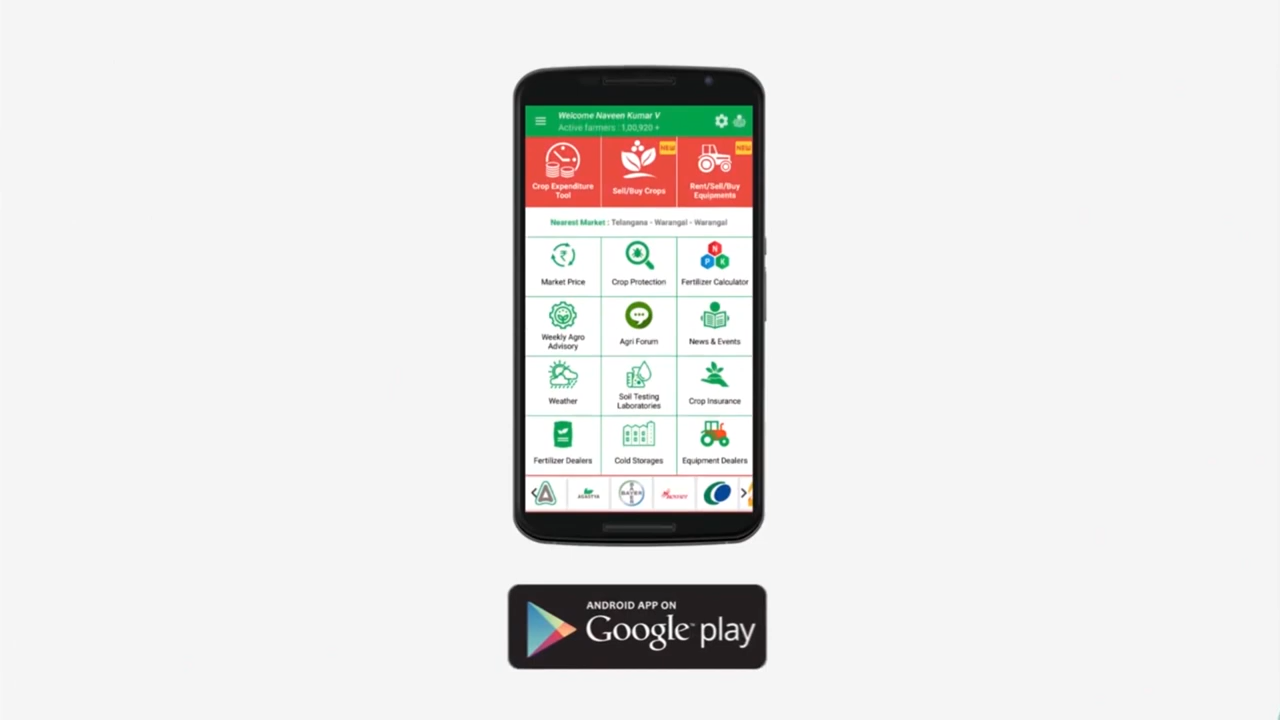 Welcome Naveen Kumar V
Active farmers : 1,00,920 +
NEW
NEW
Crop Expenditure
Tool
Sell/Buy Crops
Rent/Sell/Buy
Equipments
Nearest Market : Telangana - Warangal - Warangal
₹
N
P K
Market Price
Crop Protection
Fertilizer Calculator
Weekly Agro
Advisory
Agri Forum
News & Events
Weather
Soil Testing
Laboratories
Crop Insurance
Fertilizer Dealers
Cold Storages
Equipment Dealers
BAYER
ANDROID APP ON
Google play